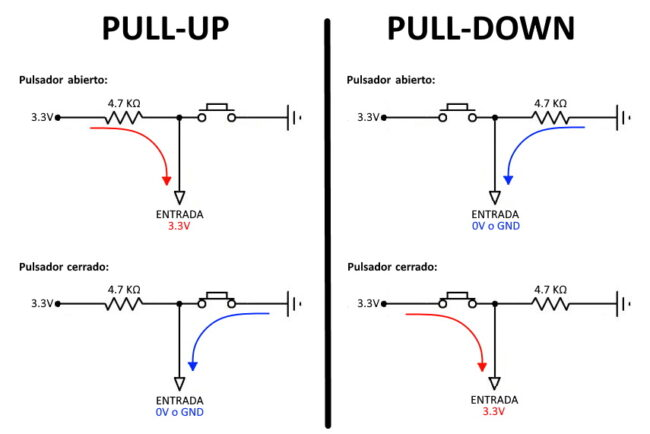 PULL-UP
Pulsador abierto:
4.7 KΩ
3.3V
ENTRADA
3.3V
Pulsador cerrado:
4.7 KΩ
3.3V
ENTRADA
0V o GND
PULL-DOWN
Pulsador abierto:
4.7 KΩ
3.3V
ENTRADA
0V o GND
Pulsador cerrado:
4.7 KΩ
3.3V
ENTRADA
3.3V